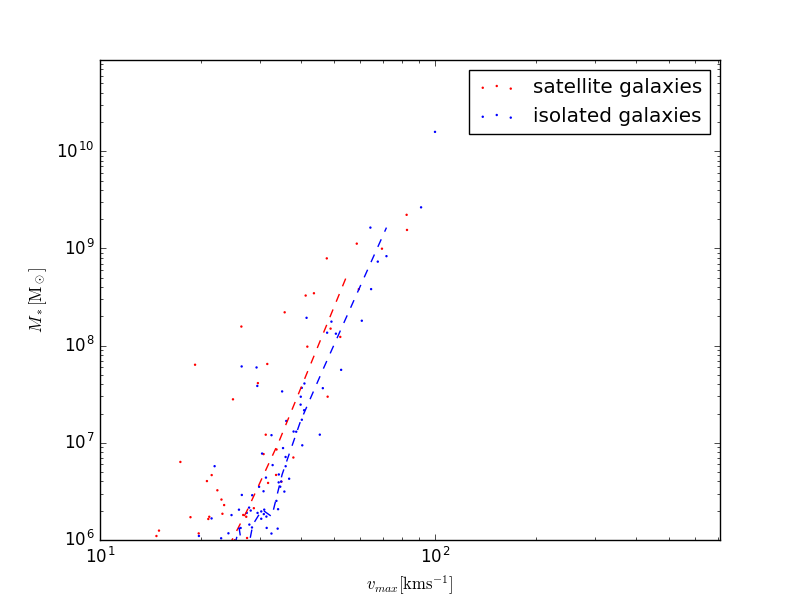 satellite galaxies
isolated galaxies
10^10
10^9
10^8
10^7
10^6
M_*[M_⊙]
10^1
10^2
v_max[kms^−1]